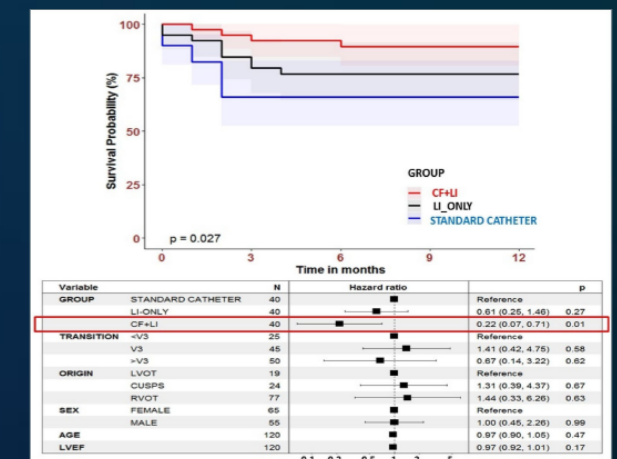 Survival Probability (%)
100
75
50
25
0
p = 0.027
GROUP
CF+LI
LI_ONLY
STANDARD CATHETER
0 3 6 9 12
Time in months
Variable N Hazard ratio p
GROUP STANDARD CATHETER 40 Reference
LI-ONLY 40 0.61 (0.25, 1.46) 0.27
CF+LI 40 0.22 (0.07, 0.71) 0.01
TRANSITION <V3 25 Reference
V3 45 1.41 (0.42, 4.75) 0.58
>V3 50 0.67 (0.14, 3.22) 0.62
ORIGIN LVOT 19 Reference
CUSPS 24 1.31 (0.39, 4.37) 0.67
RVOT 77 1.44 (0.33, 6.26) 0.63
SEX FEMALE 65 Reference
MALE 55 1.00 (0.45, 2.26) 0.99
AGE 120 0.97 (0.90, 1.05) 0.47
LVEF 120 0.97 (0.92, 1.01) 0.17